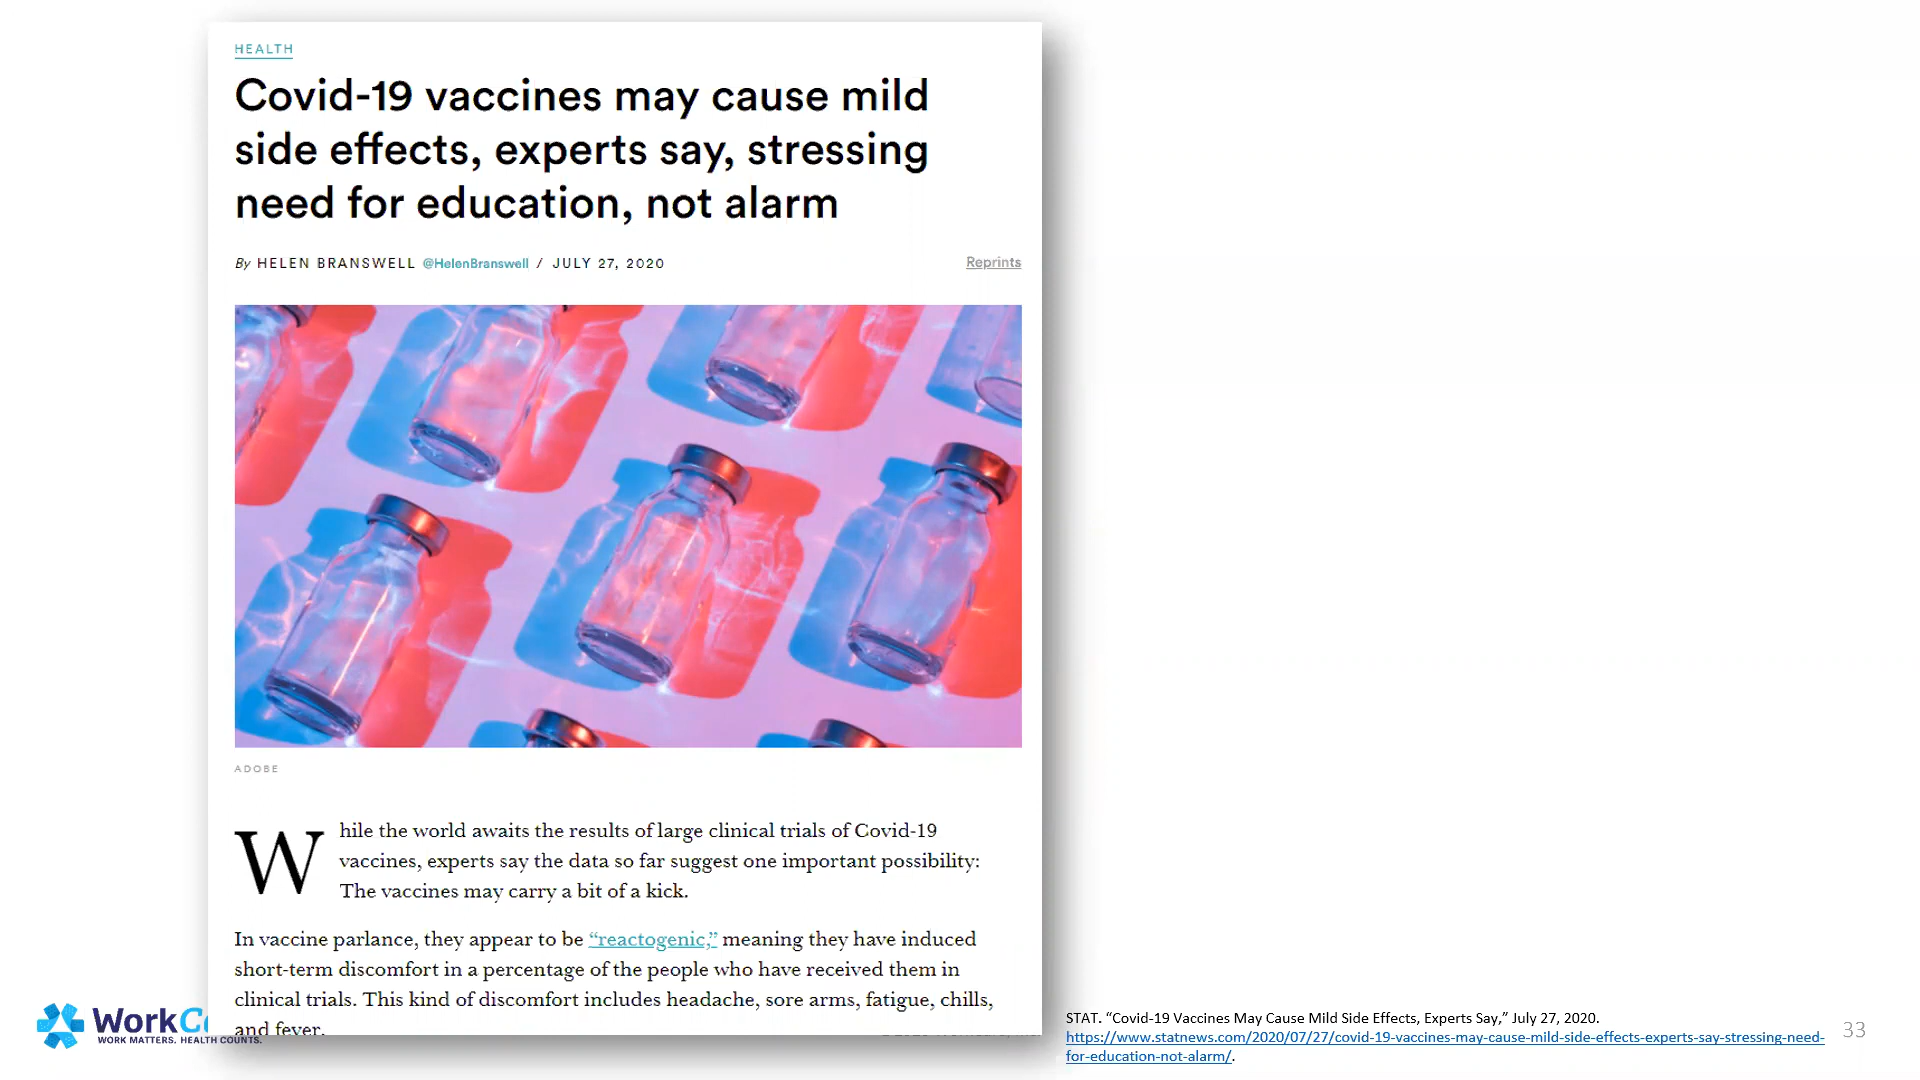 HEALTH
Covid-19 vaccines may cause mild
side effects, experts say, stressing
need for education, not alarm
By HELEN BRANSWELL @HelenBranswell / JULY 27, 2020
Reprints
ADOBE
While the world awaits the results of large clinical trials of Covid-19
vaccines, experts say the data so far suggest one important possibility:
The vaccines may carry a bit of a kick.
In vaccine parlance, they appear to be “reactogenic,” meaning they have induced
short-term discomfort in a percentage of the people who have received them in
clinical trials. This kind of discomfort includes headache, sore arms, fatigue, chills,
and fever.
WORK MATTERS. HEALTH COUNTS.
STAT. “Covid-19 Vaccines May Cause Mild Side Effects, Experts Say,” July 27, 2020.
https://www.statnews.com/2020/07/27/covid-19-vaccines-may-cause-mild-side-effects-experts-say-stressing-need-
for-education-not-alarm/.
33